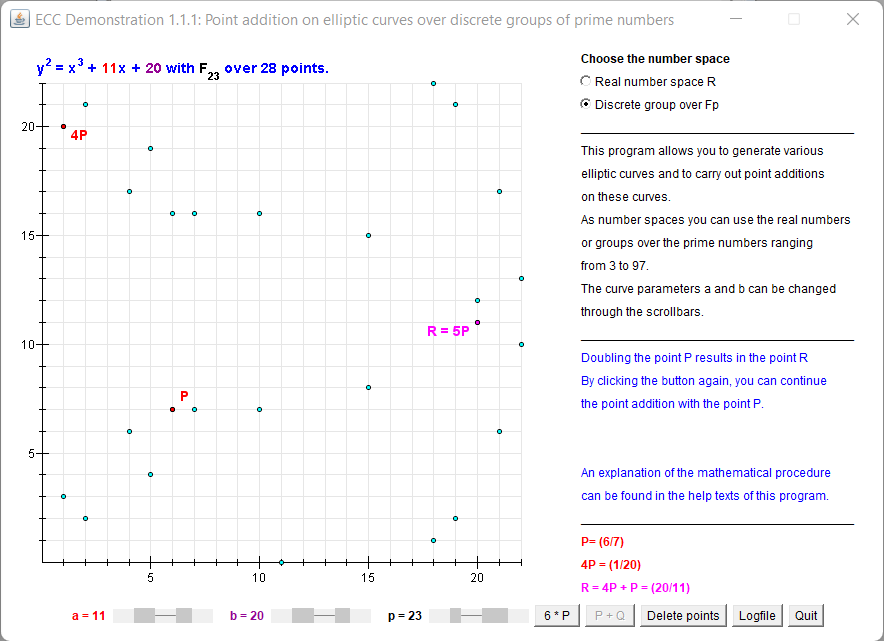 ECC Demonstration 1.1.1: Point addition on elliptic curves over discrete groups of prime numbers
y² = x³ + 11x + 20 with F₂₃ over 28 points.
20
15
10
5
5
10
15
20
4P
R = 5P
P
Choose the number space
Real number space R
Discrete group over Fp
This program allows you to generate various
elliptic curves and to carry out point additions
on these curves.
As number spaces you can use the real numbers
or groups over the prime numbers ranging
from 3 to 97.
The curve parameters a and b can be changed
through the scrollbars.
Doubling the point P results in the point R
By clicking the button again, you can continue
the point addition with the point P.
An explanation of the mathematical procedure
can be found in the help texts of this program.
P= (6/7)
4P = (1/20)
R = 4P + P = (20/11)
a = 11 b = 20 p = 23 6 * P P + Q Delete points Logfile Quit